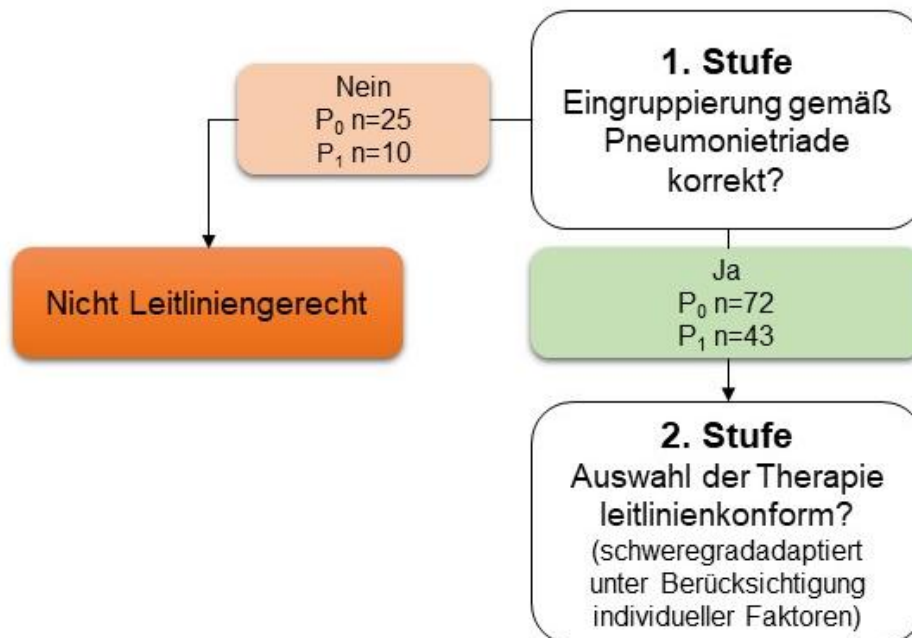 1. Stufe
Eingruppierung gemäß
Pneumonietriade
korrekt?
Nein
P₀ n=25
P₁ n=10
Nicht Leitliniengerecht
Ja
P₀ n=72
P₁ n=43
2. Stufe
Auswahl der Therapie
leitlinienkonform?
(schweregradadaptiert
unter Berücksichtigung
individueller Faktoren)